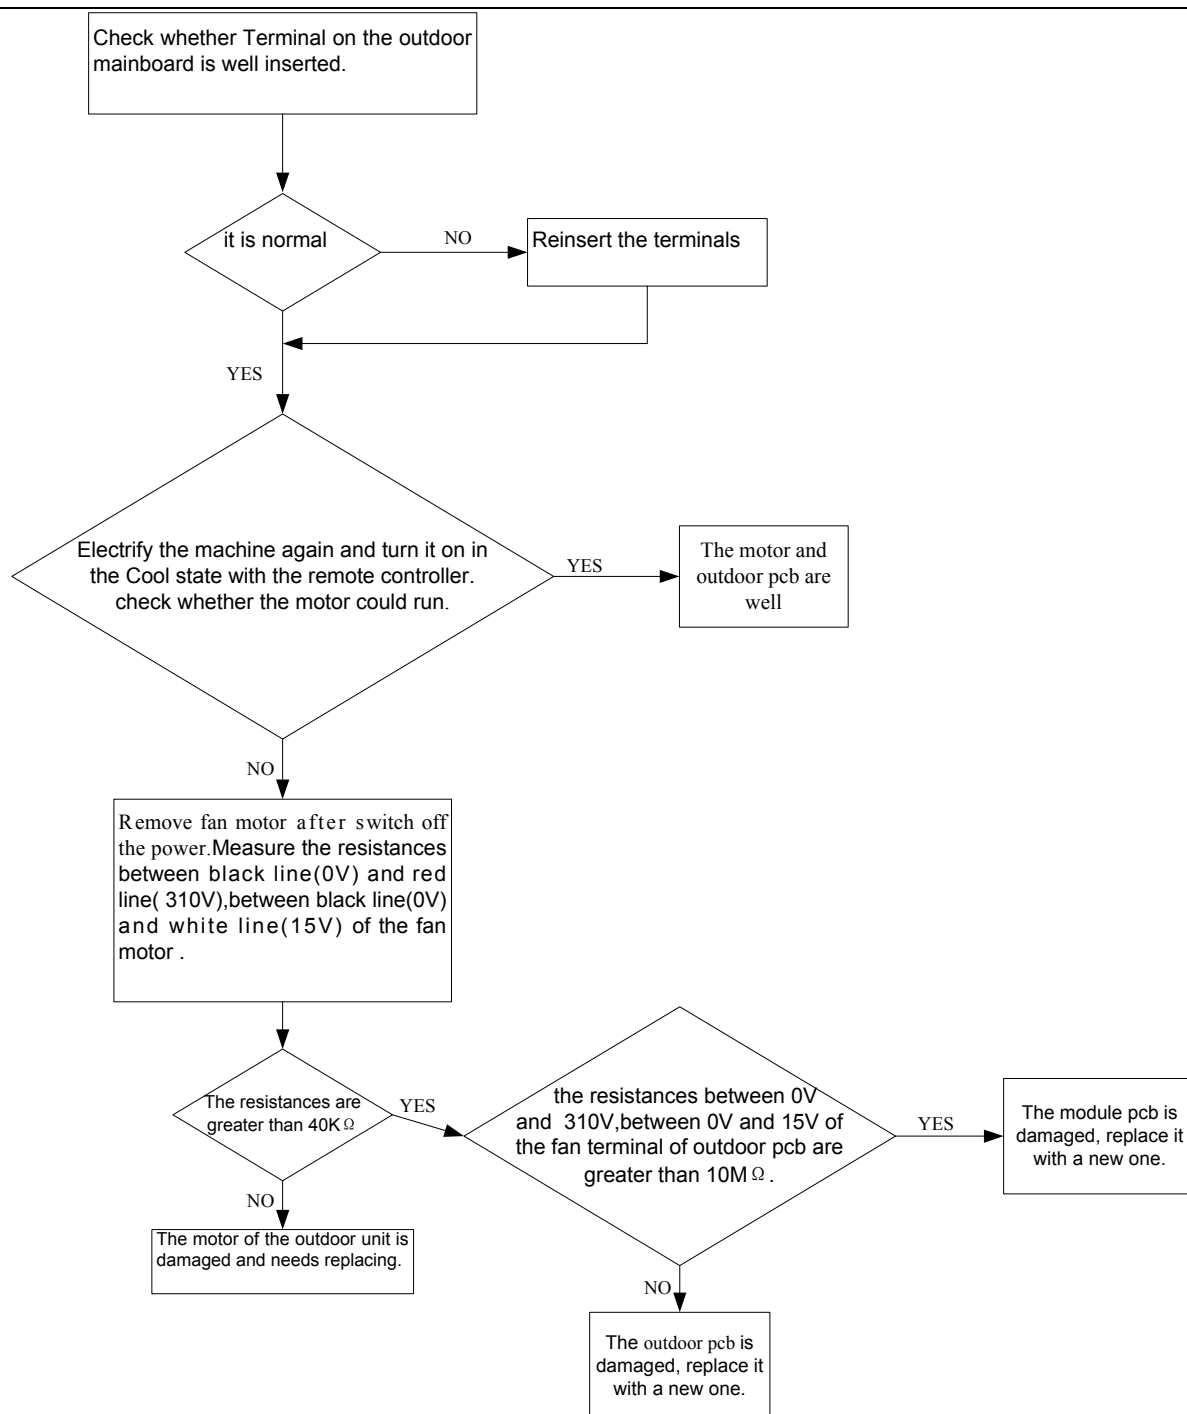 Check whether Terminal on the outdoor
mainboard is well inserted.
it is normal
NO
Reinsert the terminals
YES
Electrify the machine again and turn it on in
the Cool state with the remote controller.
check whether the motor could run.
YES
The motor and
outdoor pcb are
well
NO
Remove fan motor after switch off
the power.Measure the resistances
between black line(0V) and red
line( 310V),between black line(0V)
and white line(15V) of the fan
motor .
The resistances are
greater than 40KΩ
YES
the resistances between 0V
and 310V,between 0V and 15V of
the fan terminal of outdoor pcb are
greater than 10MΩ.
YES
The module pcb is
damaged, replace it
with a new one.
NO
The motor of the outdoor unit is
damaged and needs replacing.
NO
The outdoor pcb is
damaged, replace it
with a new one.